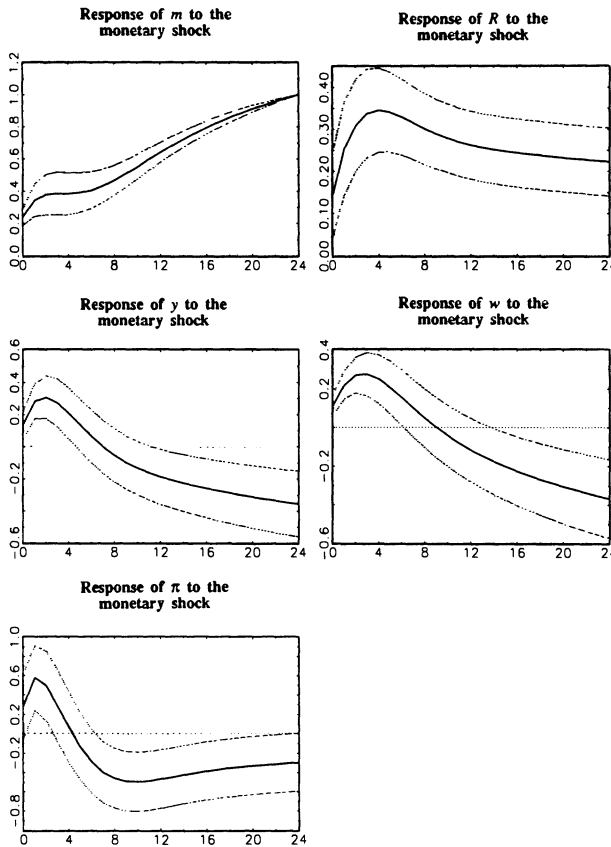 Response of m to the
monetary shock
1.2
1.0
0.8
0.6
0.4
0.2
0.0
0 4 8 12 16 20 24
Response of R to the
monetary shock
0.40
0.30
0.20
0.10
0.00
0 4 8 12 16 20 24
Response of y to the
monetary shock
0.6
0.4
0.2
-0.2
-0.6
0 4 8 12 16 20 24
Response of w to the
monetary shock
0.4
0.2
-0.2
-0.6
0 4 8 12 16 20 24
Response of π to the
monetary shock
1.0
0.6
0.2
-0.2
-0.8
0 4 8 12 16 20 24